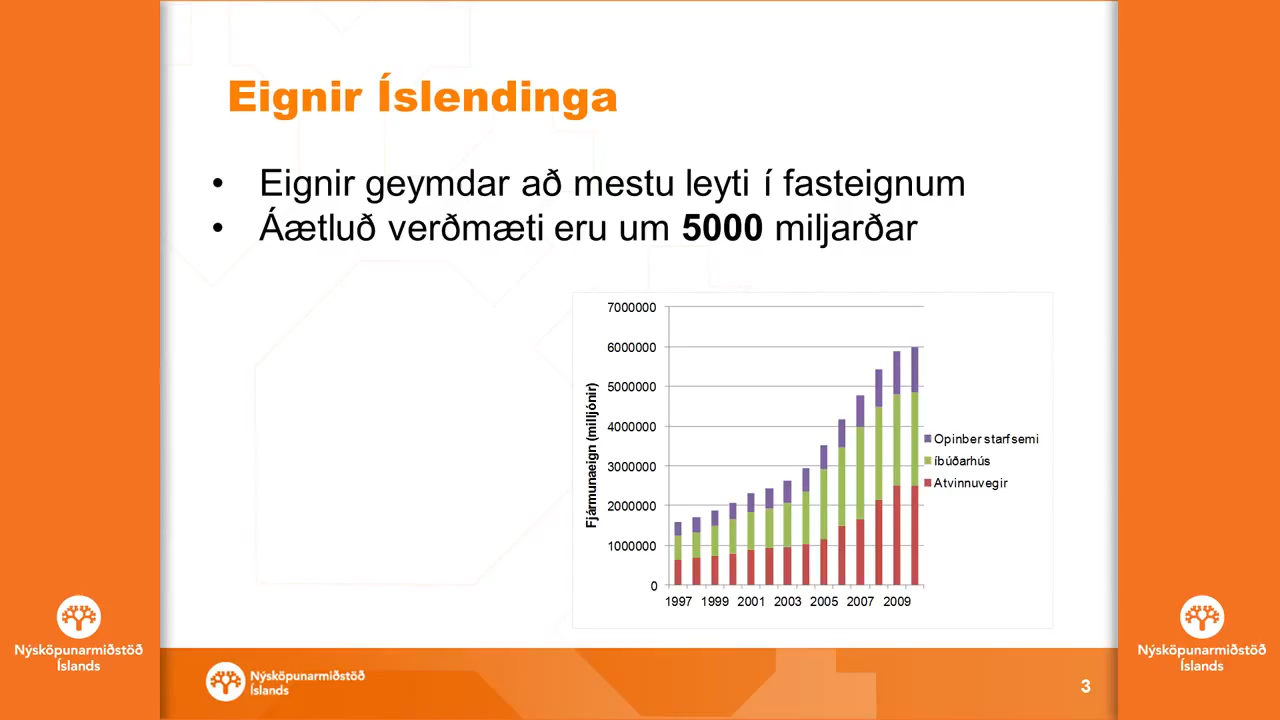 Eignir Íslendinga
• Eignir geymdar að mestu leyti í fasteignum
• Áætluð verðmæti eru um 5000 miljarðar
Fjármunaeign (milljónir)
7000000
6000000
5000000
4000000
3000000
2000000
1000000
0
1997 1999 2001 2003 2005 2007 2009
Opinber starfsemi
íbúðarhús
Atvinnuvegir
Nýsköpunarmiðstöð
Íslands
Nýsköpunarmiðstöð
Íslands
3
Nýsköpunarmiðstöð
Íslands